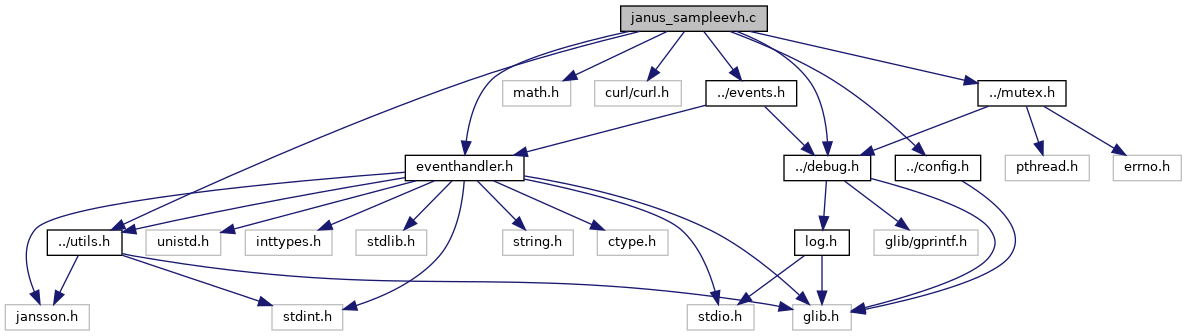 janus_sampleevh.c
math.h
curl/curl.h
../events.h
../mutex.h
eventhandler.h
../debug.h
../config.h
pthread.h
errno.h
../utils.h
unistd.h
inttypes.h
stdlib.h
string.h
ctype.h
log.h
glib/gprintf.h
jansson.h
stdint.h
stdio.h
glib.h